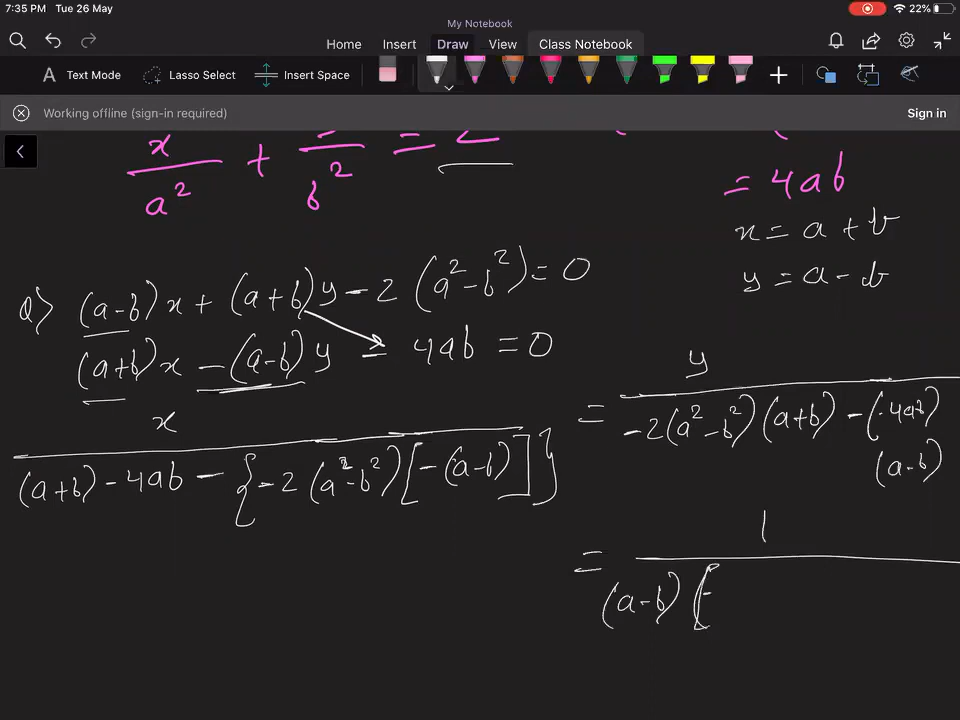 7:35 PM Tue 26 May 22%
My Notebook
Home Insert Draw View Class Notebook
Text Mode Lasso Select Insert Space
Working offline (sign-in required) Sign in
x/a² + /b² = 2
= 4ab
x = a + b
y = a - b
Q) (a-b)x + (a+b)y - 2(a²-b²) = 0
(a+b)x - (a-b)y - 4ab = 0
x
(a+b) - 4ab - {-2(a²-b²)[-(a-b)]}
= y
-2(a²-b²)(a+b) - (-4ab)
(a-b)
= 1
(a-b)[-